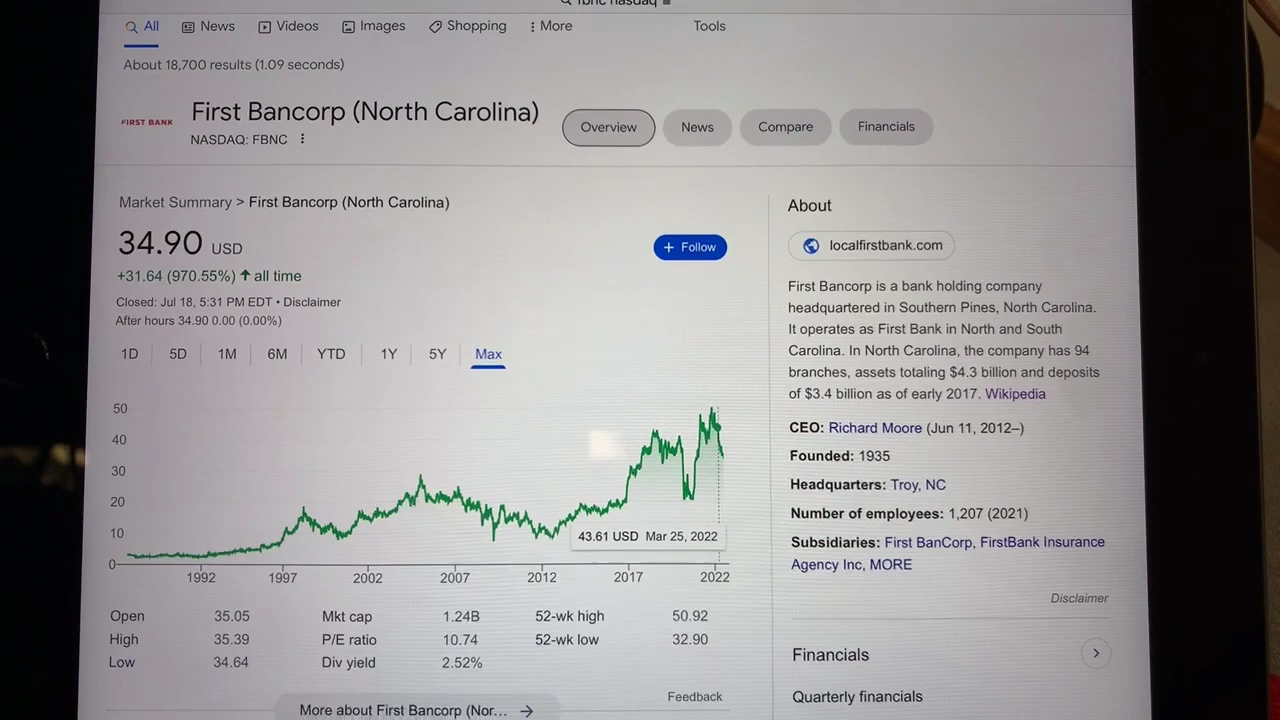 fbnc nasdaq
All News Videos Images Shopping More Tools
About 18,700 results (1.09 seconds)
FIRST BANK
First Bancorp (North Carolina)
NASDAQ: FBNC
Overview News Compare Financials
Market Summary > First Bancorp (North Carolina)
34.90 USD
+ Follow
+31.64 (970.55%) ↑ all time
Closed: Jul 18, 5:31 PM EDT • Disclaimer
After hours 34.90 0.00 (0.00%)
1D 5D 1M 6M YTD 1Y 5Y Max
50
40
30
20
10
0
43.61 USD Mar 25, 2022
1992 1997 2002 2007 2012 2017 2022
Open 35.05 Mkt cap 1.24B 52-wk high 50.92
High 35.39 P/E ratio 10.74 52-wk low 32.90
Low 34.64 Div yield 2.52%
Feedback
More about First Bancorp (Nor... →
About
localfirstbank.com
First Bancorp is a bank holding company
headquartered in Southern Pines, North Carolina.
It operates as First Bank in North and South
Carolina. In North Carolina, the company has 94
branches, assets totaling $4.3 billion and deposits
of $3.4 billion as of early 2017. Wikipedia
CEO: Richard Moore (Jun 11, 2012–)
Founded: 1935
Headquarters: Troy, NC
Number of employees: 1,207 (2021)
Subsidiaries: First BanCorp, FirstBank Insurance
Agency Inc, MORE
Disclaimer
Financials
Quarterly financials